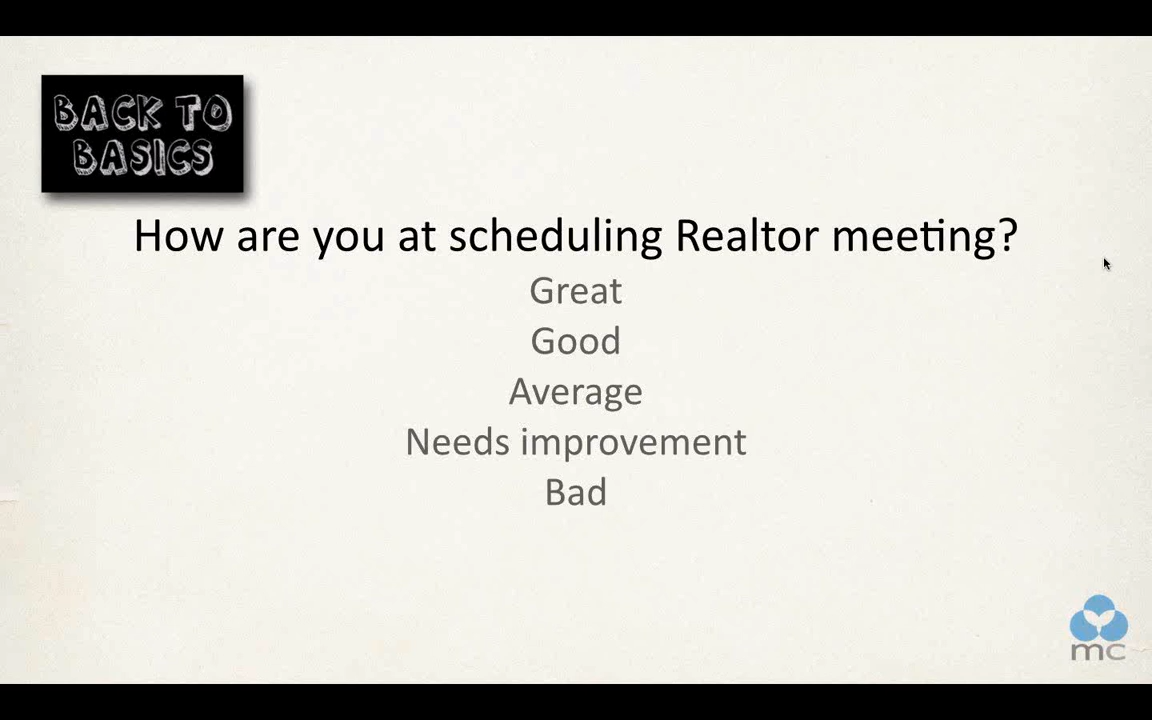 BACK TO
BASICS
How are you at scheduling Realtor meeting?
Great
Good
Average
Needs improvement
Bad
mc